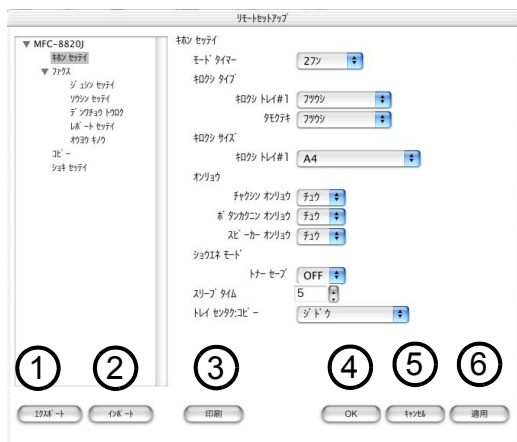 リモートセットアップ
▼ MFC-8820J
キホン セッテイ
▼ ファクス
ジュシン セッテイ
ソウシン セッテイ
デンワチョウ トウロク
レポート セッテイ
オウヨウ キノウ
コピー
ショキ セッテイ
キホン セッテイ
モード タイマー 2フン
キロクシ タイプ
キロクシ トレイ#1 フツウシ
タモクテキ フツウシ
キロクシ サイズ
キロクシ トレイ#1 A4
オンリョウ
チャクシン オンリョウ チュウ
ボタンカクニン オンリョウ チュウ
スピーカー オンリョウ チュウ
ショウエネ モード
トナー セーブ OFF
スリープ タイム 5
トレイ センタク:コピー ジドウ
1 2 3 4 5 6
エクスポート インポート 印刷 OK キャンセル 適用